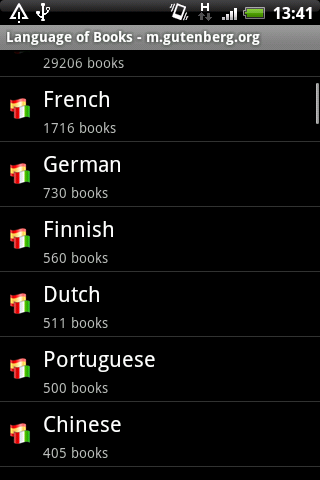 H
13:41
Language of Books - m.gutenberg.org
29206 books
French
1716 books
German
730 books
Finnish
560 books
Dutch
511 books
Portuguese
500 books
Chinese
405 books